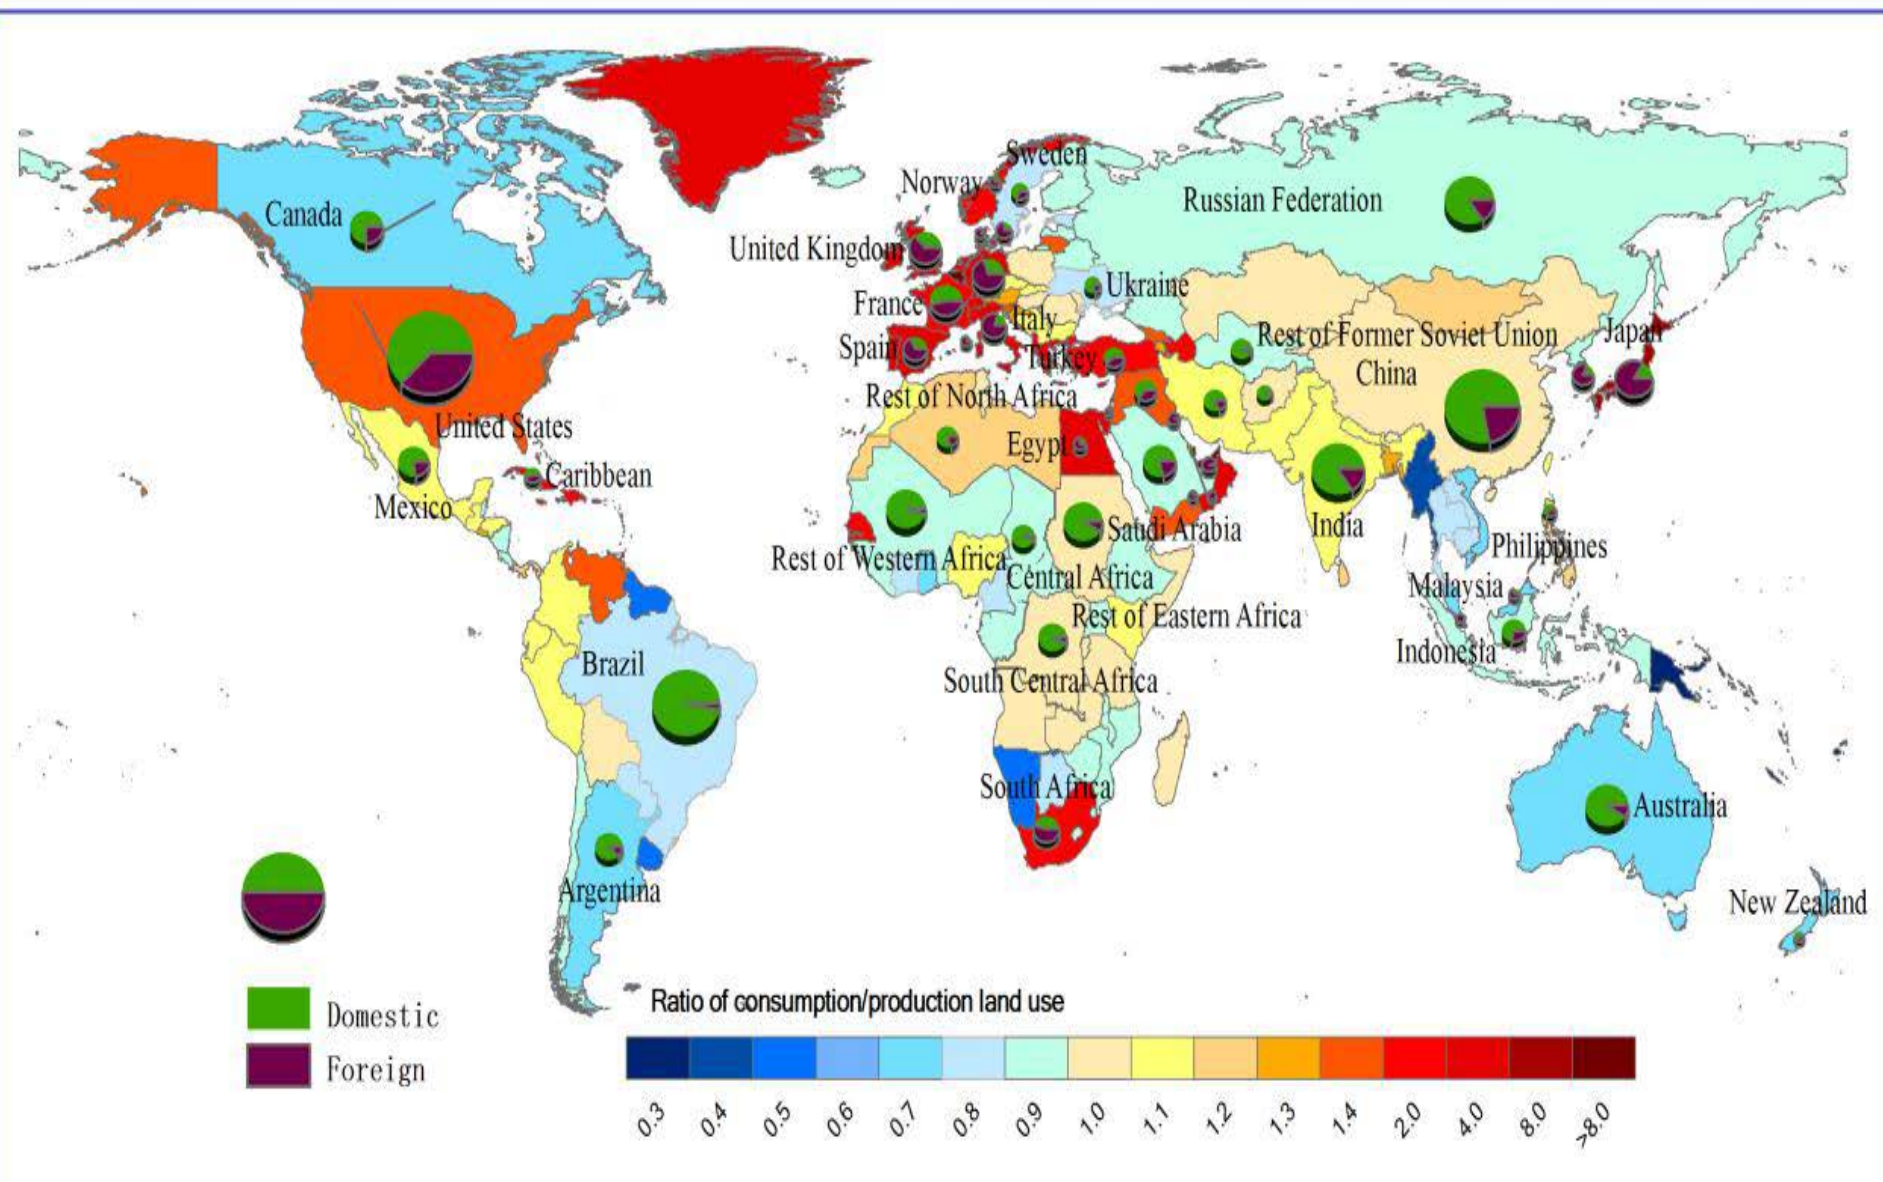 Sweden
Norway
Canada
Russian Federation
United Kingdom
Ukraine
France
Italy
Rest of Former Soviet Union
Japan
Spain
Turkey
China
Rest of North Africa
United States
Egypt
Caribbean
Mexico
Saudi Arabia
India
Philippines
Rest of Western Africa
Central Africa
Malaysia
Rest of Eastern Africa
Indonesia
Brazil
South Central Africa
South Africa
Australia
Argentina
New Zealand
Ratio of consumption/production land use
Domestic
Foreign
0.3 0.4 0.5 0.6 0.7 0.8 0.9 1.0 1.1 1.2 1.3 1.4 2.0 4.0 8.0 >8.0